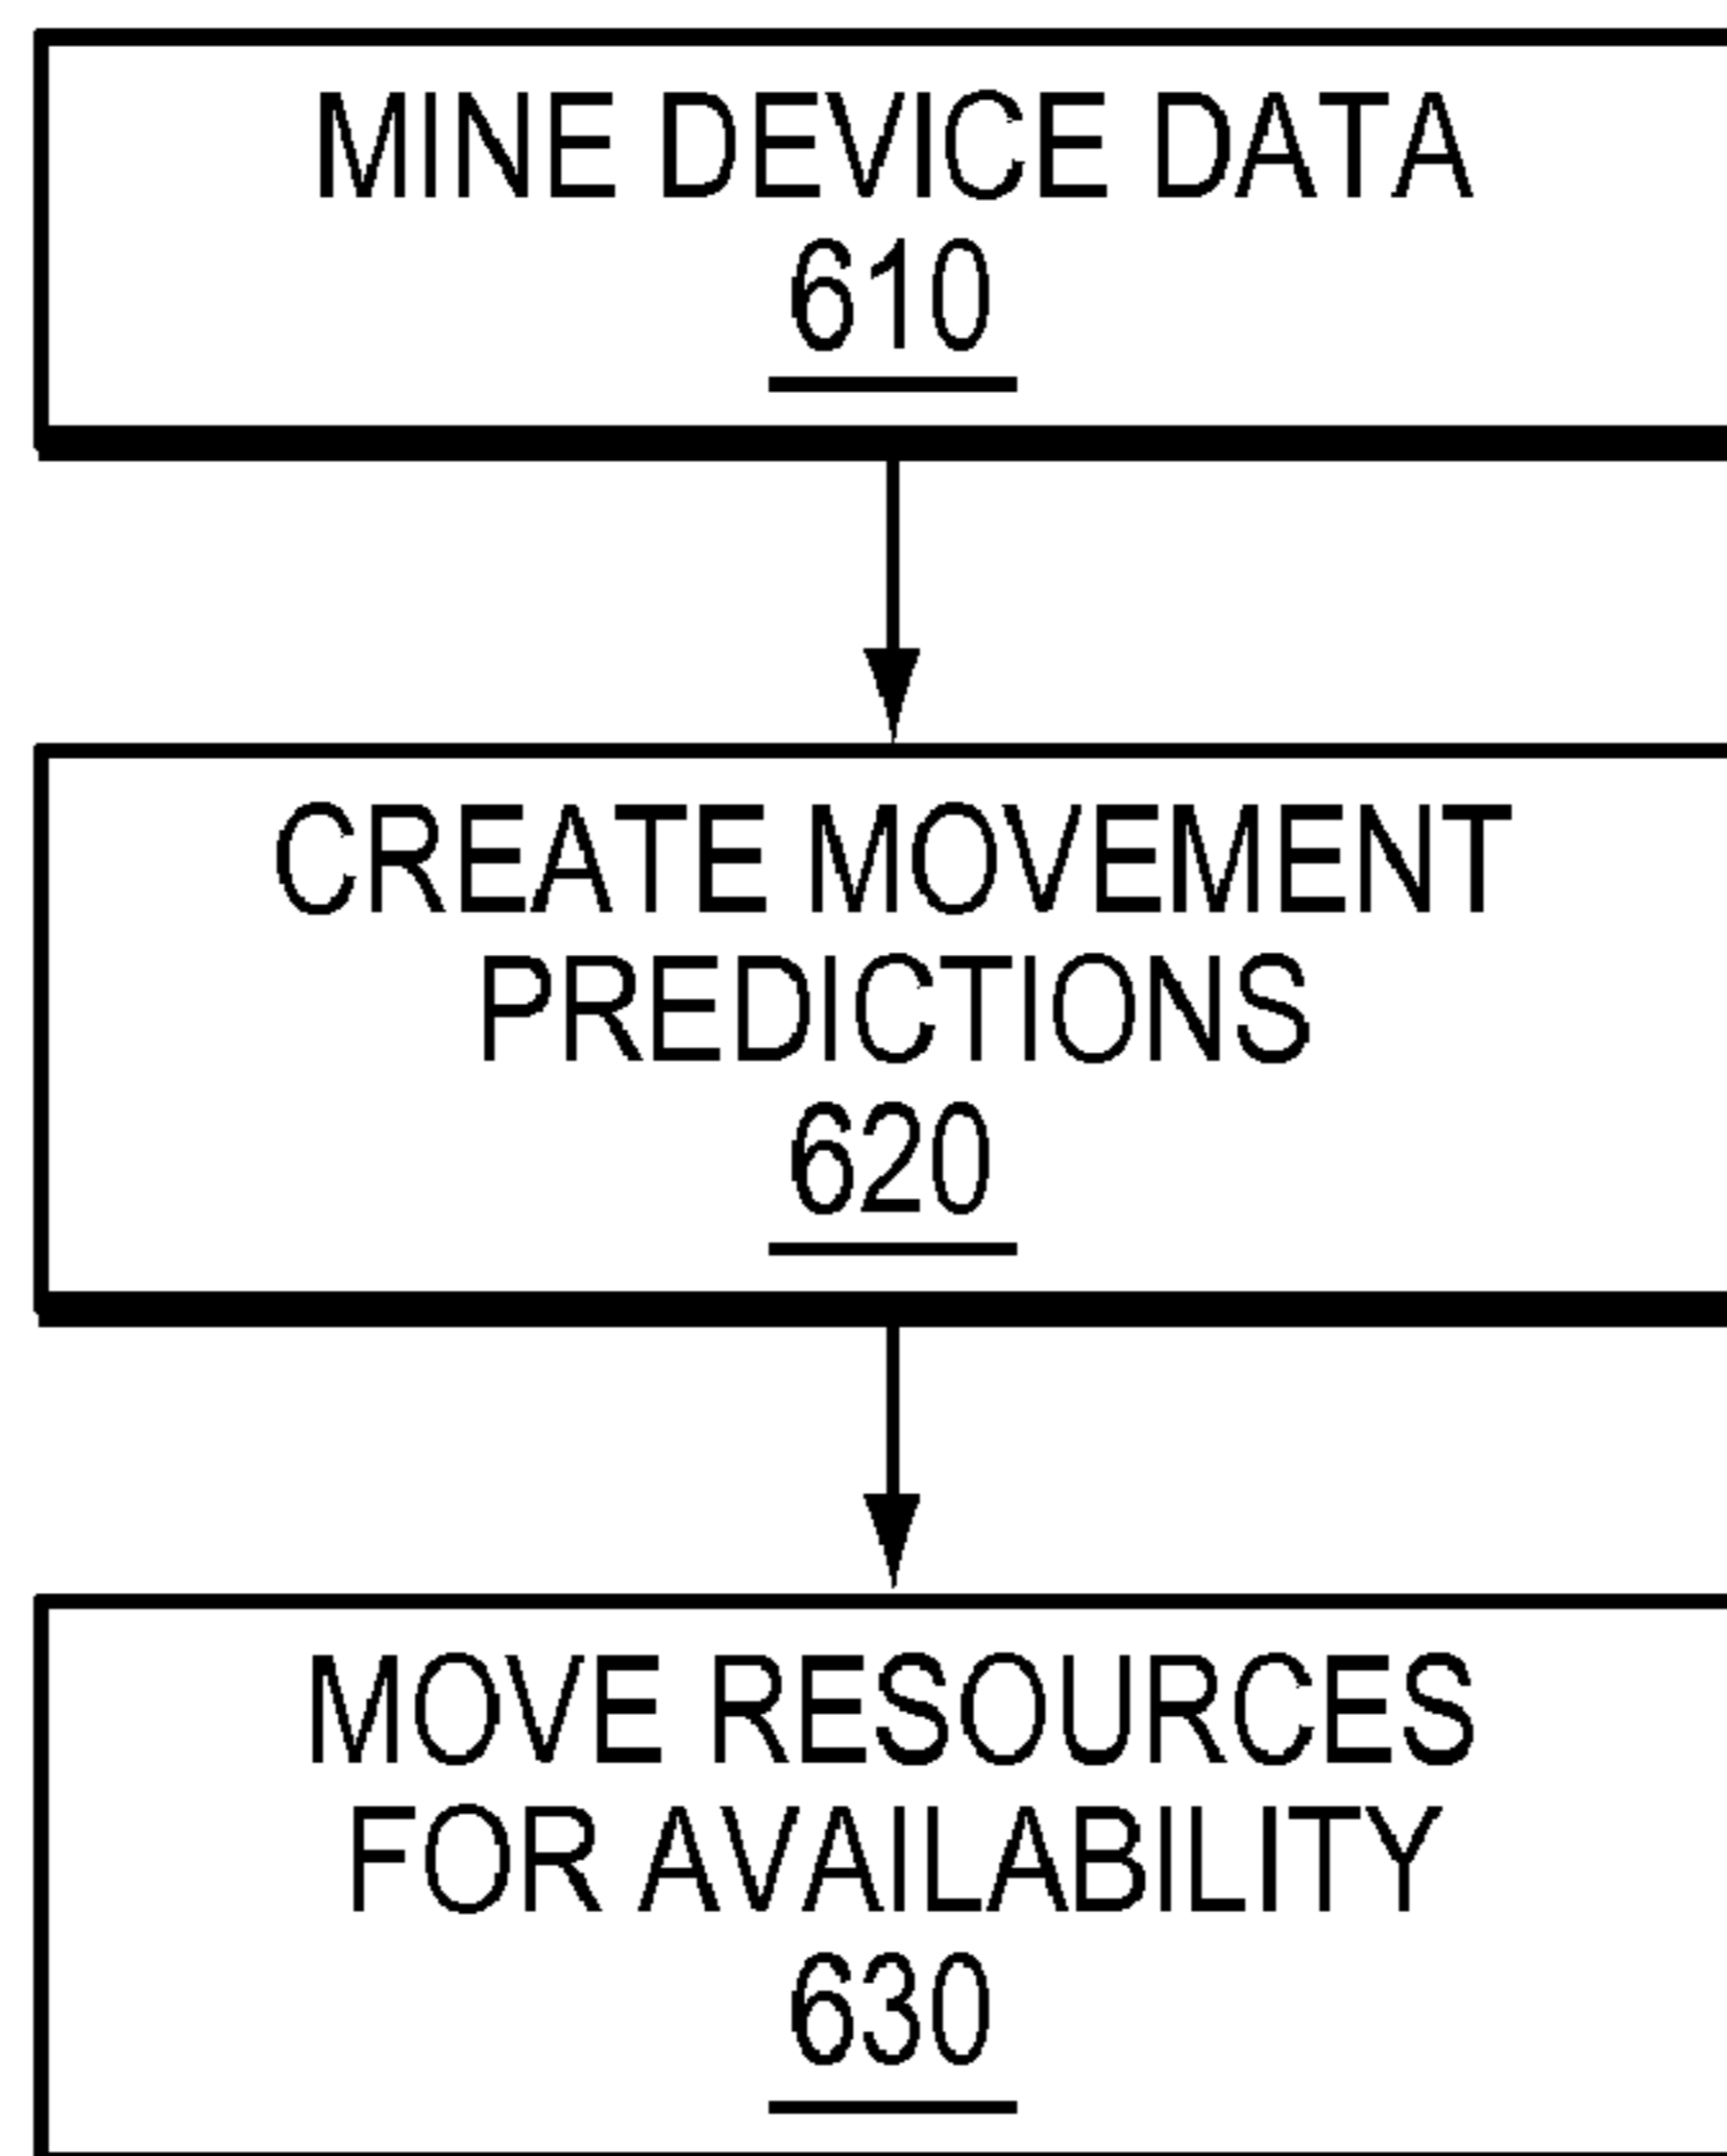 MINE DEVICE DATA
610
CREATE MOVEMENT
PREDICTIONS
620
MOVE RESOURCES
FOR AVAILABILITY
630